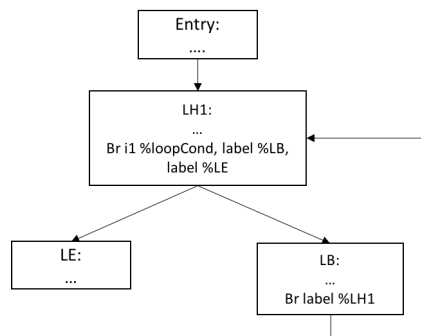 Entry:
....
LH1:
...
Br i1 %loopCond, label %LB,
label %LE
LE:
...
LB:
...
Br label %LH1